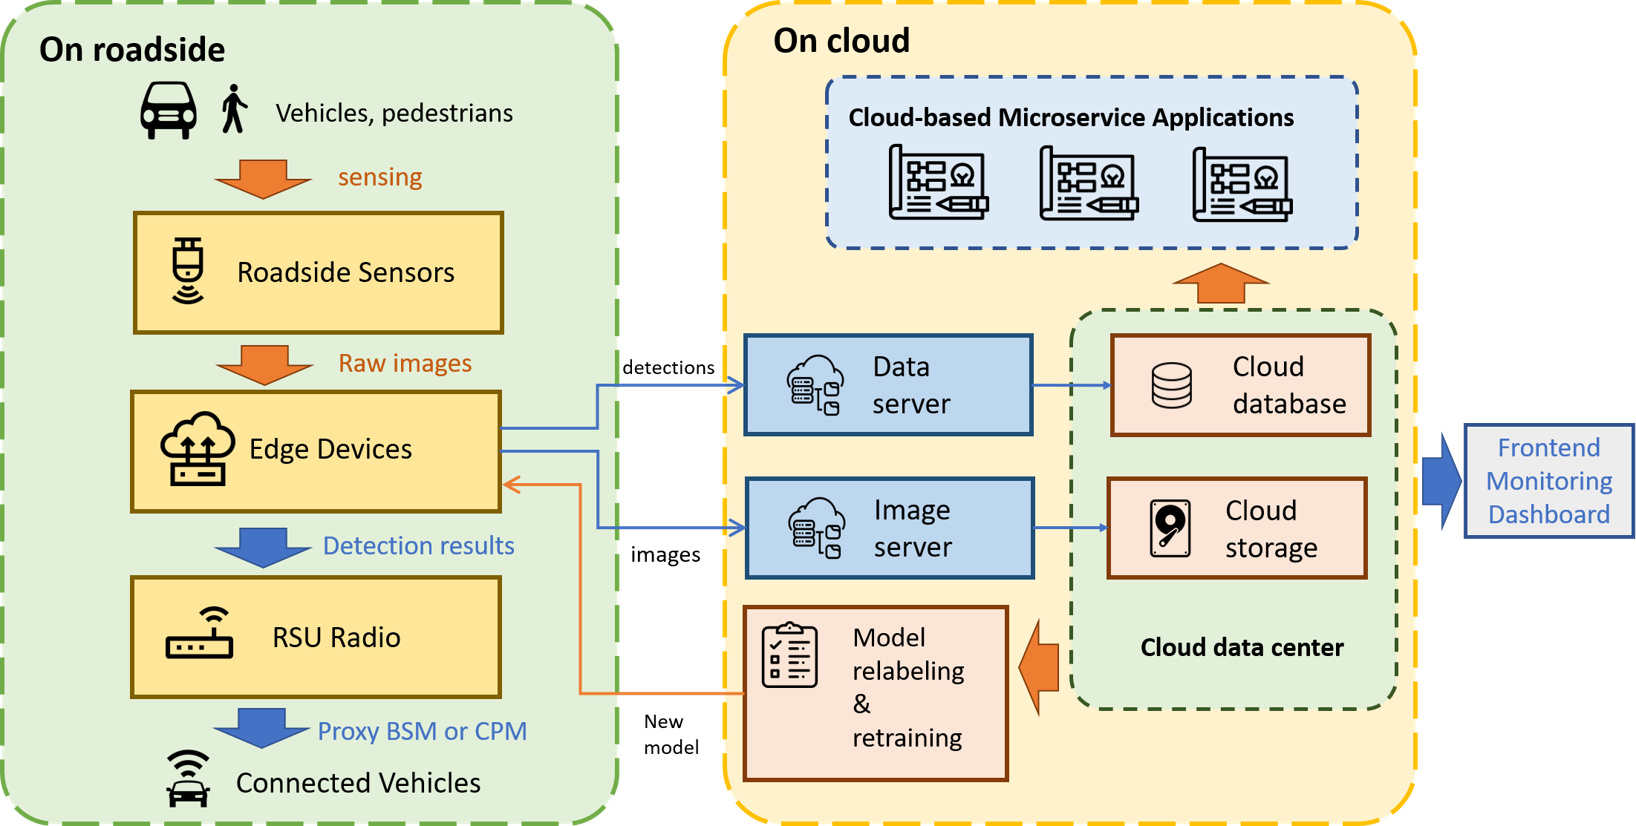 On roadside
Vehicles, pedestrians
sensing
Roadside Sensors
Raw images
Edge Devices
Detection results
RSU Radio
Proxy BSM or CPM
Connected Vehicles
detections
images
New
model
On cloud
Cloud-based Microservice Applications
Data
server
Cloud
database
Image
server
Cloud
storage
Model
relabeling
&
retraining
Cloud data center
Frontend
Monitoring
Dashboard